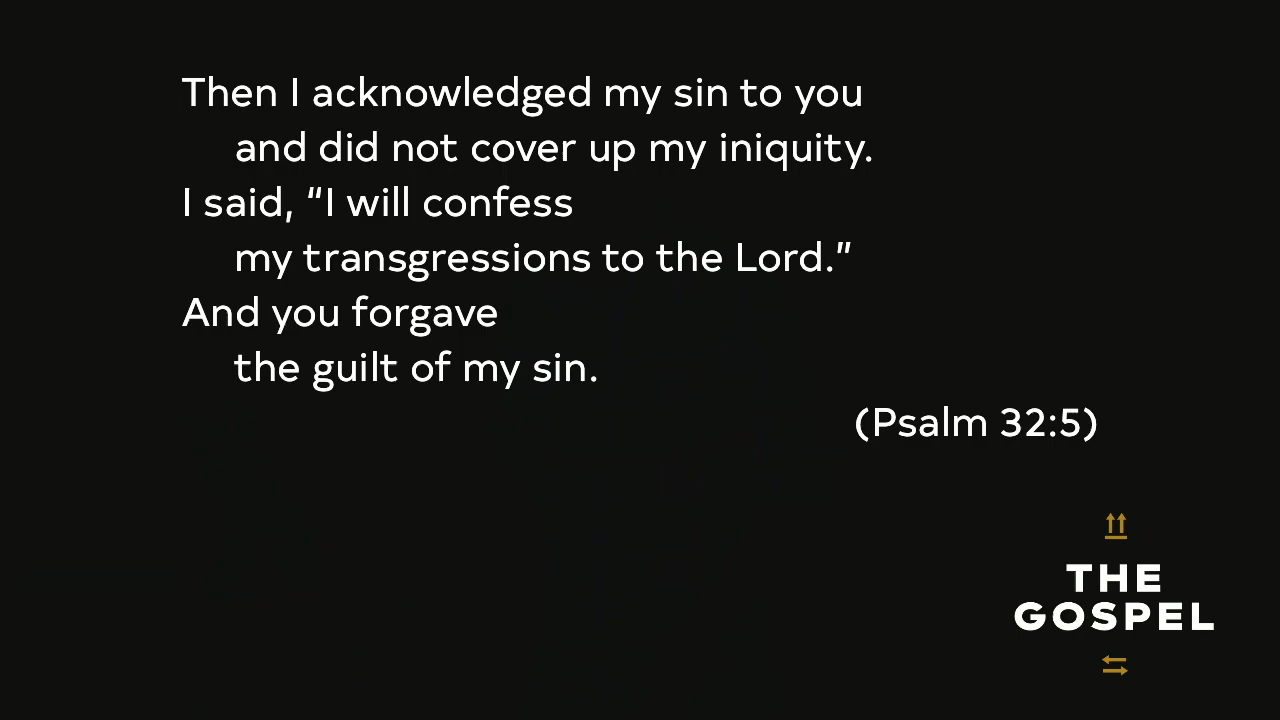 Then I acknowledged my sin to you
and did not cover up my iniquity.
I said, “I will confess
my transgressions to the Lord.”
And you forgave
the guilt of my sin.
(Psalm 32:5)
THE
GOSPEL